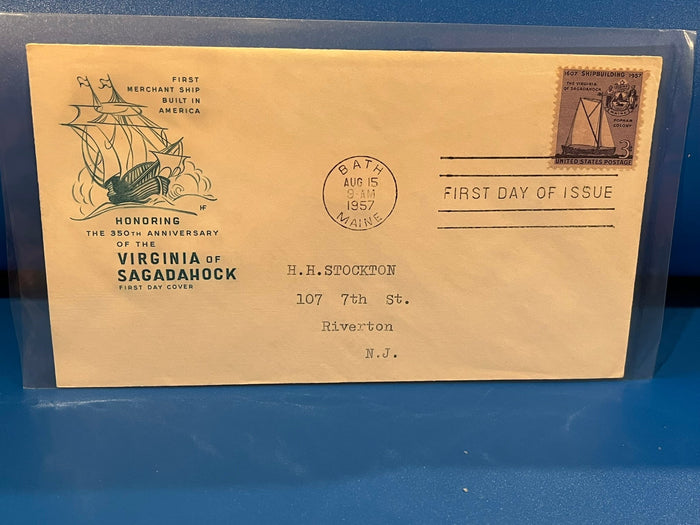 FIRST
MERCHANT SHIP
BUILT IN
AMERICA
HF
HONORING
THE 350TH ANNIVERSARY
OF THE
VIRGINIA OF
SAGADAHOCK
FIRST DAY COVER
1607 SHIPBUILDING 1957
THE VIRGINIA
OF SAGADAHOCK
POPHAM
COLONY
3¢
UNITED STATES POSTAGE
BATH
AUG 15
9-AM
1957
MAINE
FIRST DAY OF ISSUE
H.H.STOCKTON
107 7th St.
Riverton
N.J.